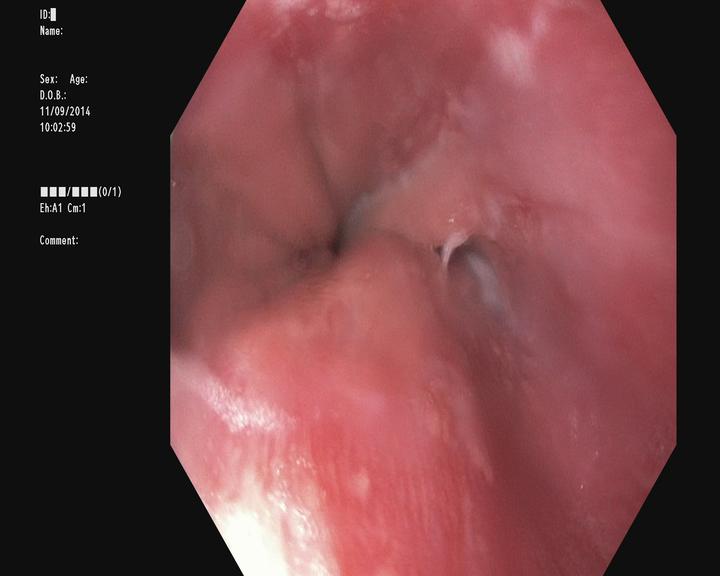 ID:
Name:
Sex: Age:
D.O.B.:
11/09/2014
10:02:59
■■■/■■■(0/1)
Eh:A1 Cm:1
Comment: